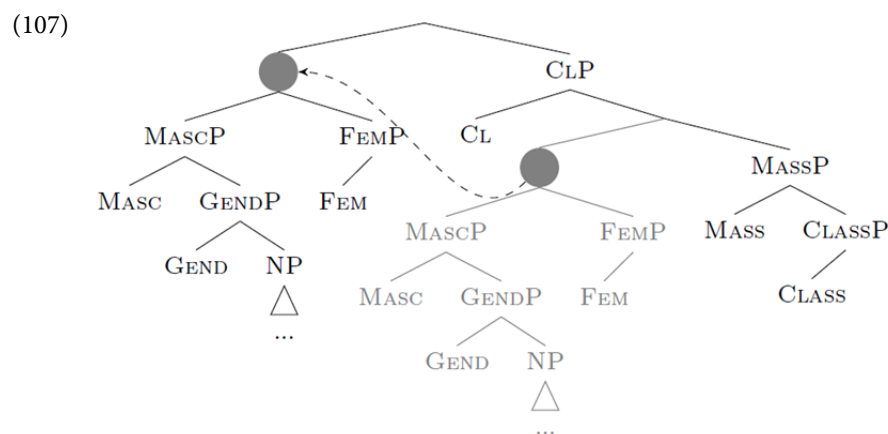 (107)
CLP
MASCP FEMP CL
MASSP
MASC GENDP FEM
MASCP FEMP MASS CLASSP
GEND NP
MASC GENDP FEM CLASS
...
GEND NP
...